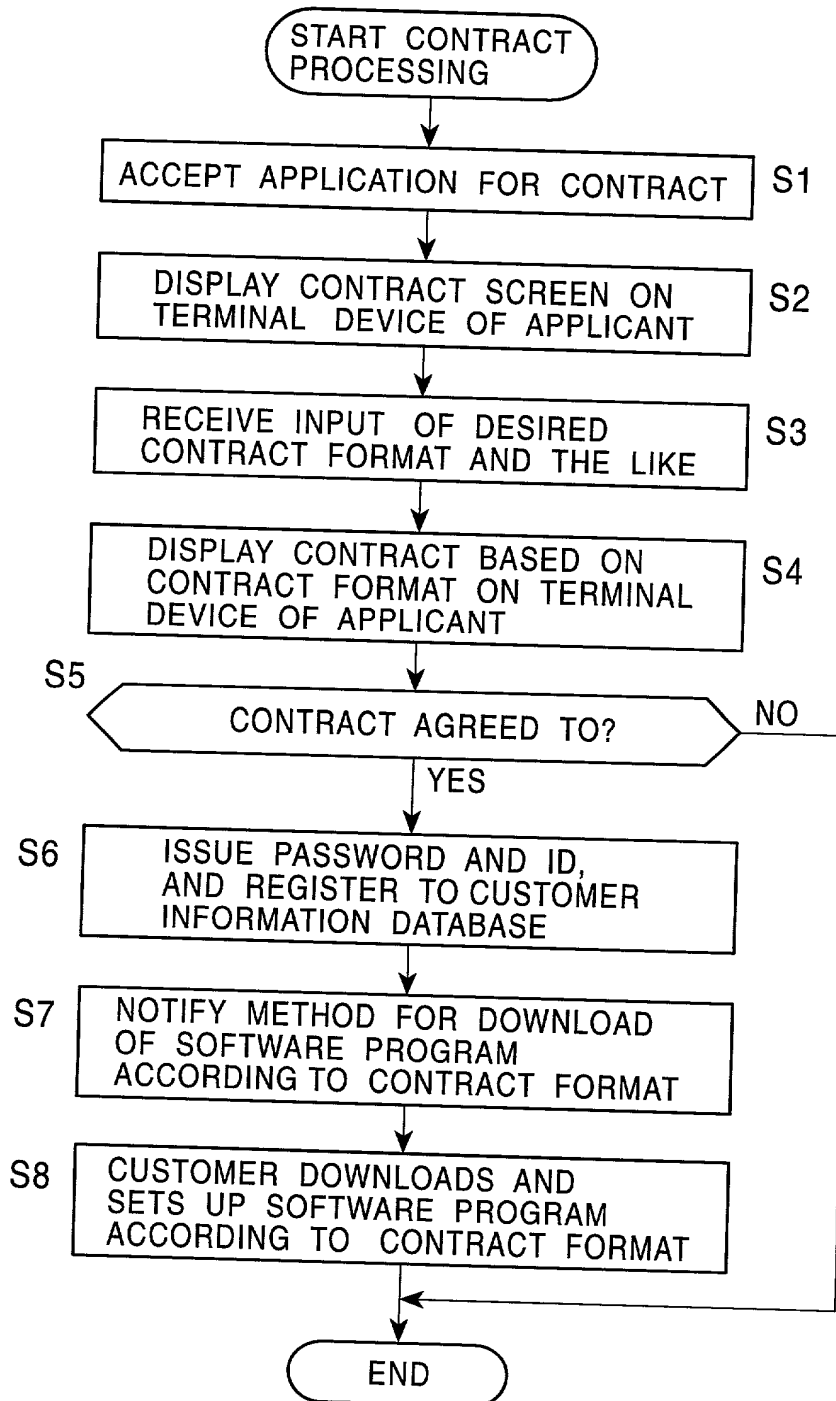 START CONTRACT
PROCESSING
ACCEPT APPLICATION FOR CONTRACT
S1
DISPLAY CONTRACT SCREEN ON
TERMINAL DEVICE OF APPLICANT
S2
RECEIVE INPUT OF DESIRED
CONTRACT FORMAT AND THE LIKE
S3
DISPLAY CONTRACT BASED ON
CONTRACT FORMAT ON TERMINAL
DEVICE OF APPLICANT
S4
S5
CONTRACT AGREED TO?
NO
YES
S6
ISSUE PASSWORD AND ID,
AND REGISTER TO CUSTOMER
INFORMATION DATABASE
S7
NOTIFY METHOD FOR DOWNLOAD
OF SOFTWARE PROGRAM
ACCORDING TO CONTRACT FORMAT
S8
CUSTOMER DOWNLOADS AND
SETS UP SOFTWARE PROGRAM
ACCORDING TO CONTRACT FORMAT
END